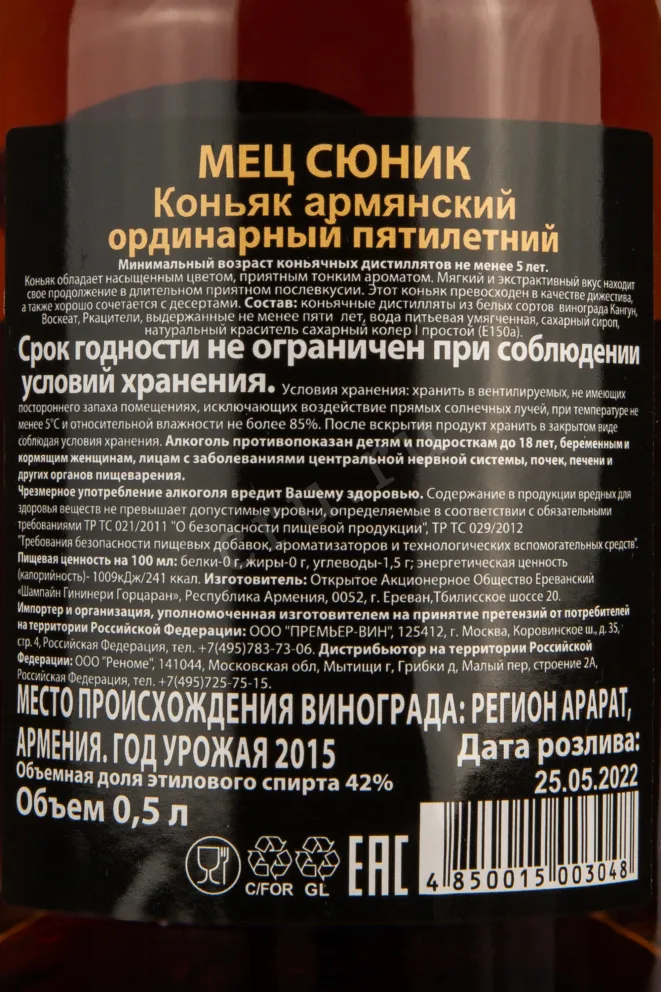 МЕЦ СЮНИК
Коньяк армянский
ординарный пятилетний
Минимальный возраст коньячных дистиллятов не менее 5 лет.
Коньяк обладает насыщенным цветом, приятным тонким ароматом. Мягкий и экстрактивный вкус находит
свое продолжение в длительном приятном послевкусии. Этот коньяк превосходен в качестве дижестива,
а также хорошо сочетается с десертами. Состав: коньячные дистилляты из белых сортов винограда Кангун,
Воскеат, Ркацители, выдержанные не менее пяти лет, вода питьевая умягченная, сахарный сироп,
натуральный краситель сахарный колер I простой (Е150а).
Срок годности не ограничен при соблюдении
условий хранения. Условия хранения: хранить в вентилируемых, не имеющих
постороннего запаха помещениях, исключающих воздействие прямых солнечных лучей, при температуре не
менее 5°С и относительной влажности не более 85%. После вскрытия продукт хранить в закрытом виде
соблюдая условия хранения. Алкоголь противопоказан детям и подросткам до 18 лет, беременным и
кормящим женщинам, лицам с заболеваниями центральной нервной системы, почек, печени и
других органов пищеварения.
Чрезмерное употребление алкоголя вредит Вашему здоровью. Содержание в продукции вредных для
здоровья веществ не превышает допустимые уровни, определяемые в соответствии с обязательными
требованиями ТР ТС 021/2011 "О безопасности пищевой продукции", ТР ТС 029/2012
"Требования безопасности пищевых добавок, ароматизаторов и технологических вспомогательных средств".
Пищевая ценность на 100 мл: белки-0 г, жиры-0 г, углеводы-1,5 г; энергетическая ценность
(калорийность)- 1009кДж/241 ккал. Изготовитель: Открытое Акционерное Общество Ереванский
«Шампайн Гининери Горцаран», Республика Армения, 0052, г. Ереван,Тбилисское шоссе 20.
Импортер и организация, уполномоченная изготовителем на принятие претензий от потребителей
на территории Российской Федерации: ООО "ПРЕМЬЕР-ВИН", 125412, г. Москва, Коровинское ш., д. 35,
стр. 4, Российская Федерация, тел. +7(495)783-73-06. Дистрибьютор на территории Российской
Федерации: ООО "Реноме", 141044, Московская обл, Мытищи г, Грибки д, Малый пер, строение 2А,
Российская Федерация, тел. +7(495)725-75-15.
МЕСТО ПРОИСХОЖДЕНИЯ ВИНОГРАДА: РЕГИОН АРАРАТ,
АРМЕНИЯ. ГОД УРОЖАЯ 2015
Дата розлива:
Объемная доля этилового спирта 42%
25.05.2022
Объем 0,5 л
C/FOR GL
EAC
4 850015 003048